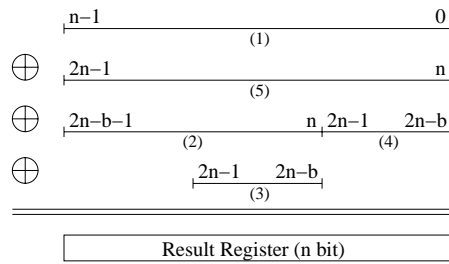 n−1 0
(1)
⊕ 2n−1 n
(5)
⊕ 2n−b−1 n 2n−1 2n−b
(2) (4)
⊕ 2n−1 2n−b
(3)
Result Register (n bit)